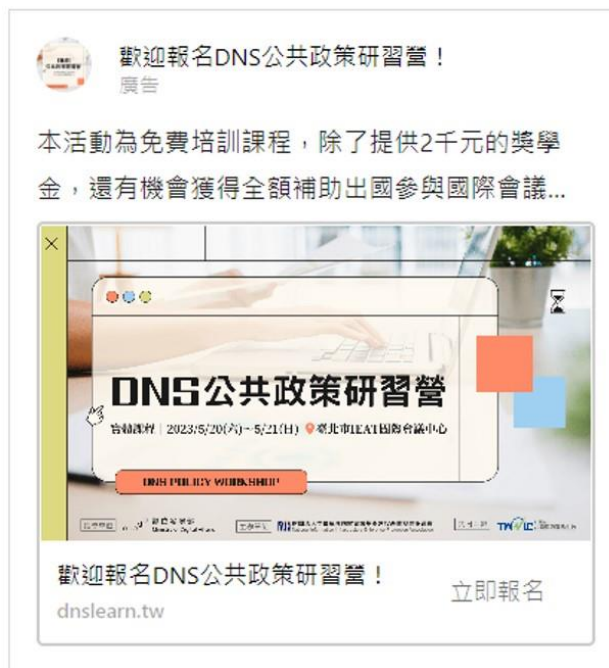 歡迎報名DNS公共政策研習營！
廣告
本活動為免費培訓課程，除了提供2千元的獎學
金，還有機會獲得全額補助出國參與國際會議...
DNS公共政策研習營
實體課程｜2023/5/20(六)～5/21(日) 臺北市IEAT國際會議中心
DNS POLICY WORKSHOP
歡迎報名DNS公共政策研習營！
立即報名
dnslearn.tw